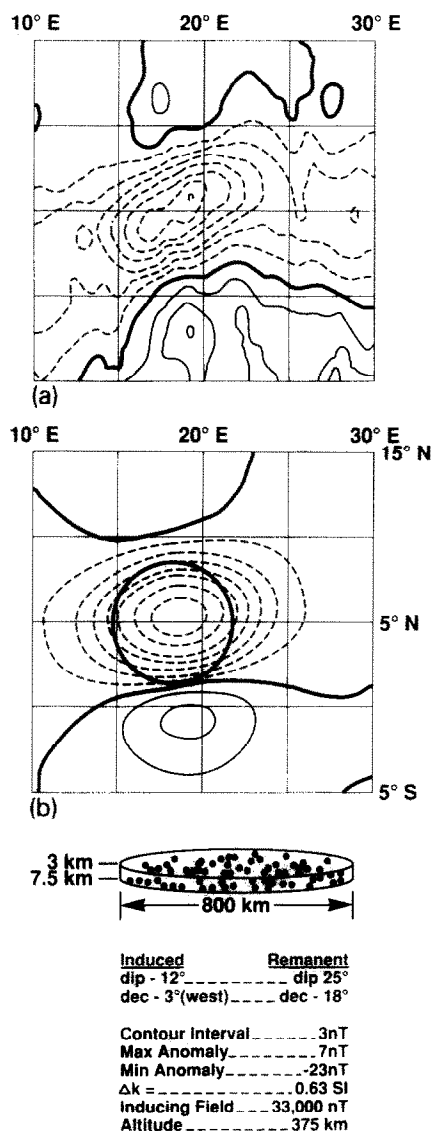 10° E 20° E 30° E
(a)
10° E 20° E 30° E
15° N
5° N
5° S
(b)
3 km
7.5 km
800 km
Induced Remanent
dip - 12° dip 25°
dec - 3° (west) dec - 18°
Contour Interval 3nT
Max Anomaly 7nT
Min Anomaly -23nT
Δk = 0.63 SI
Inducing Field 33,000 nT
Altitude 375 km